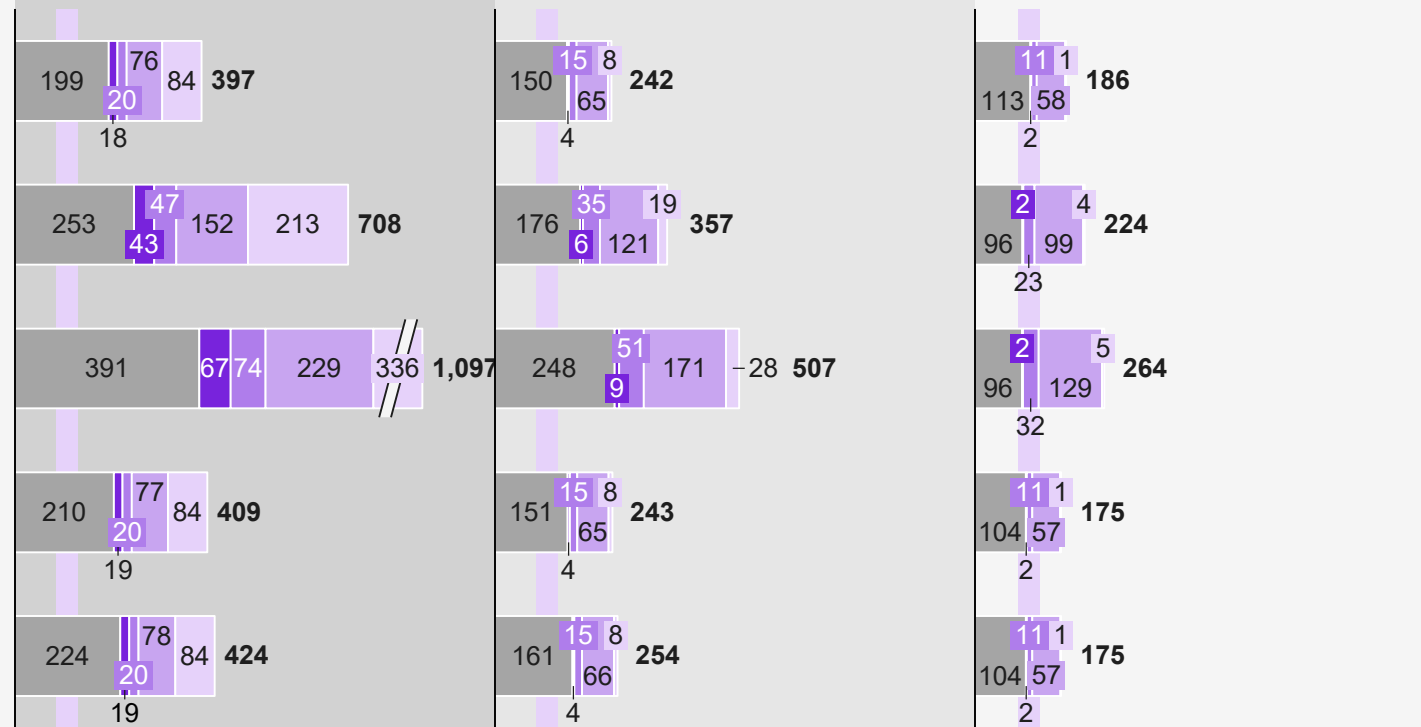 199 20 76 84 397
18
150 15 65 8 242
4
113 11 58 1 186
2
253 43 47 152 213 708
176 6 35 121 19 357
96 2 99 4 224
23
391 67 74 229 336 1,097
248 9 51 171 28 507
96 2 129 5 264
32
210 20 77 84 409
19
151 15 65 8 243
4
104 11 57 1 175
2
224 20 78 84 424
19
161 15 66 8 254
4
104 11 57 1 175
2